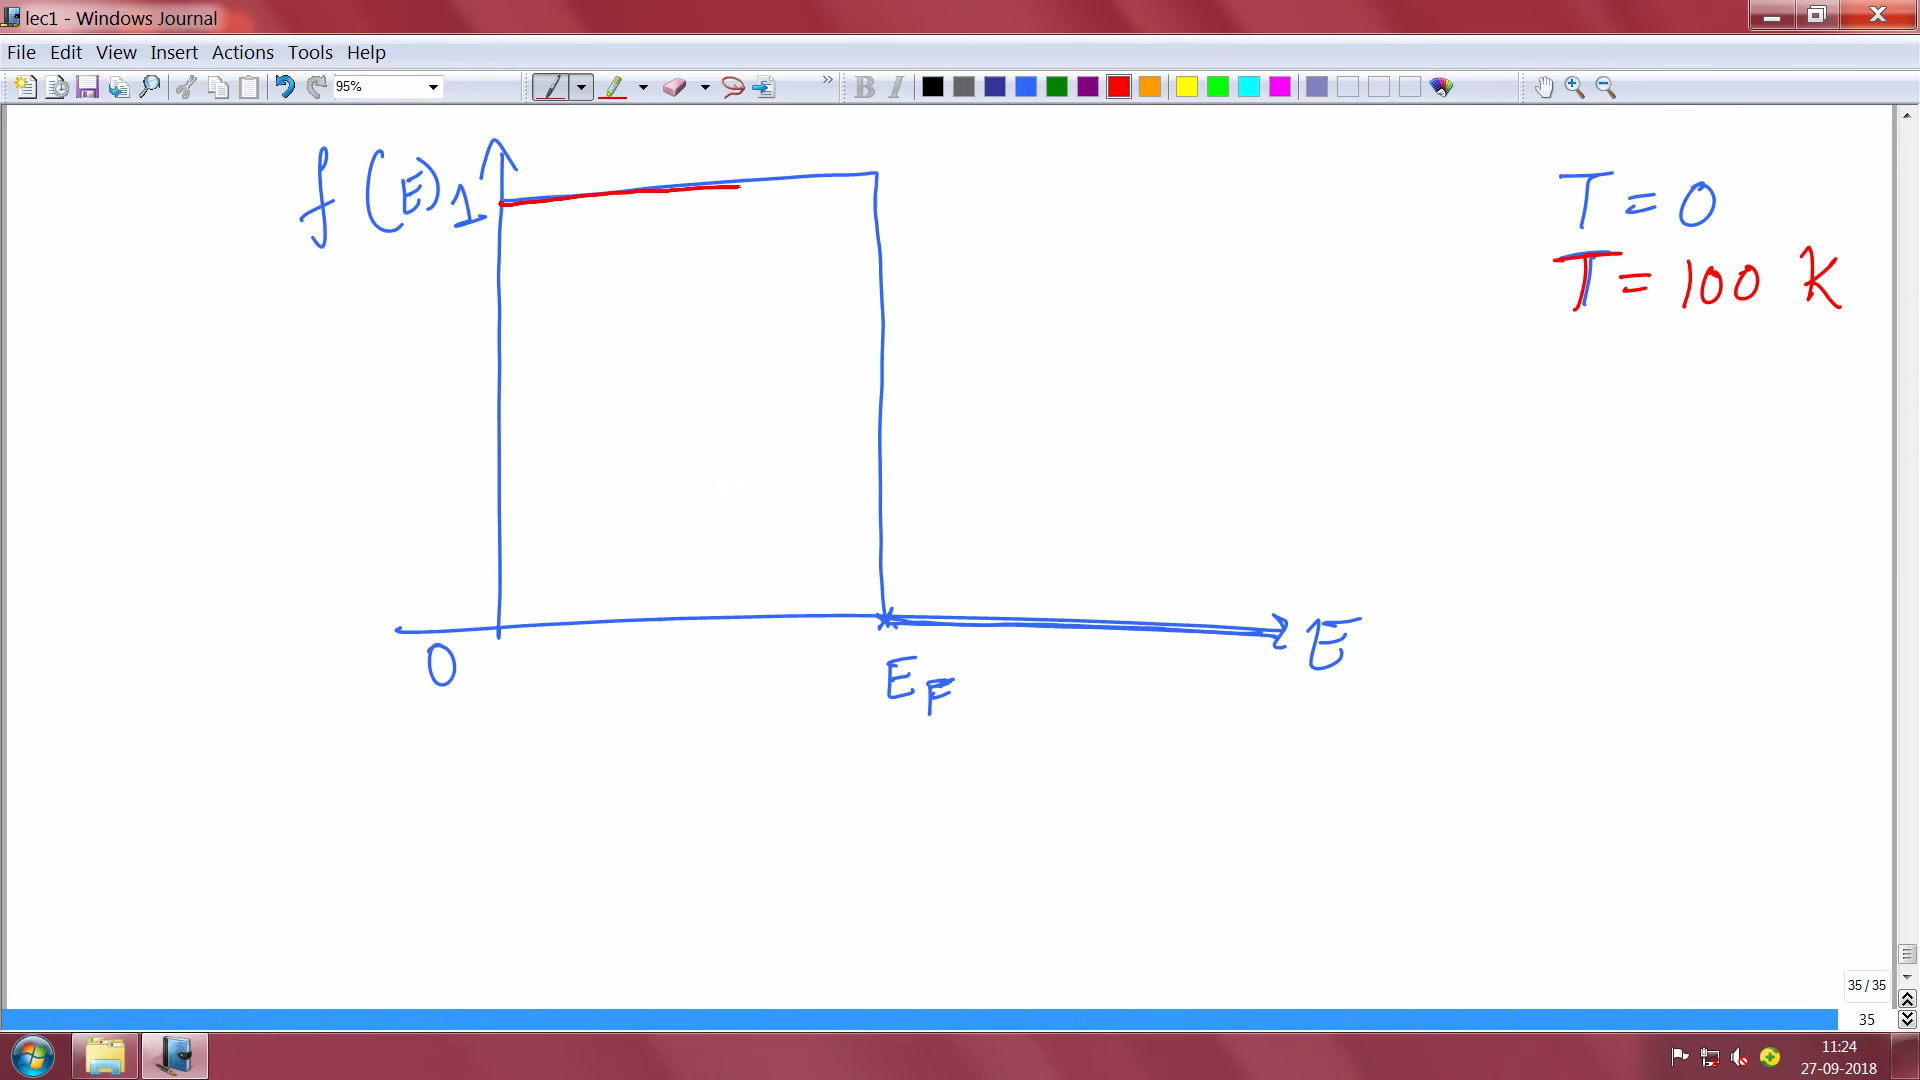 lec1 - Windows Journal
File Edit View Insert Actions Tools Help
95%
B I
f (E) 1
T = 0
T = 100 K
0
E_F
E
35 / 35
35
11:24
27-09-2018